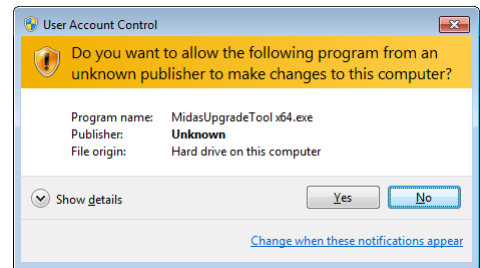 User Account Control
Do you want to allow the following program from an
unknown publisher to make changes to this computer?
Program name: MidasUpgradeTool x64.exe
Publisher: Unknown
File origin: Hard drive on this computer
Show details Yes No
Change when these notifications appear